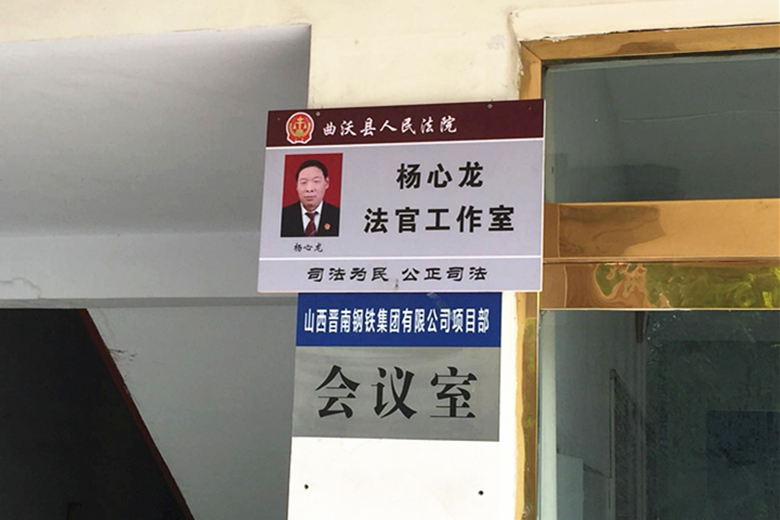 曲沃县人民法院
杨心龙
法官工作室
杨心龙
司法为民 公正司法
山西晋南钢铁集团有限公司项目部
会议室